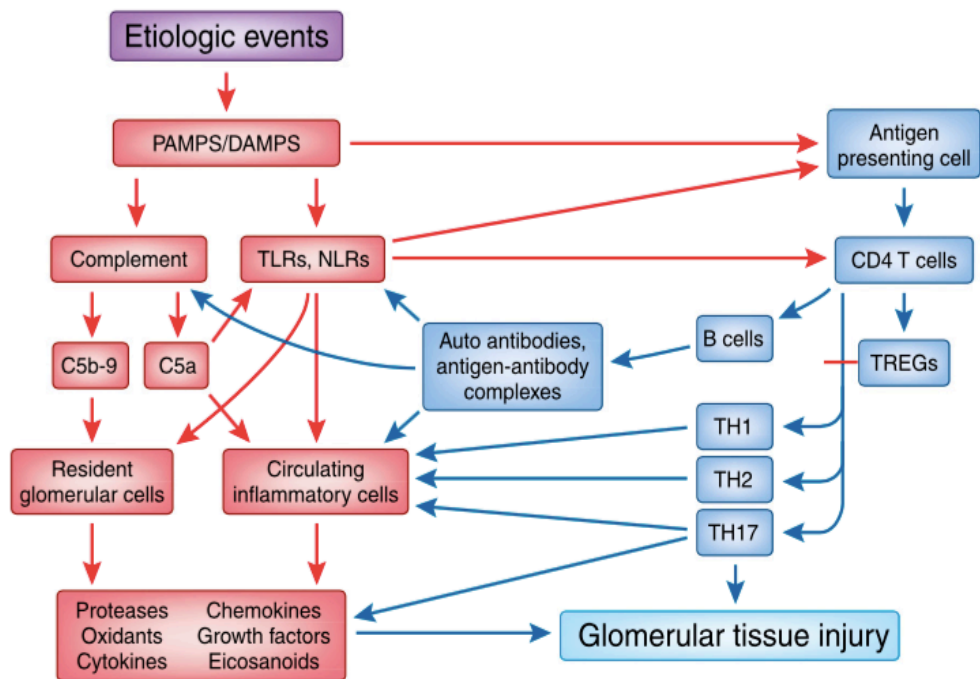 Etiologic events
PAMPS/DAMPS
Antigen
presenting cell
Complement
TLRs, NLRs
CD4 T cells
C5b-9
C5a
Auto antibodies,
antigen-antibody
complexes
B cells
TREGs
TH1
Resident
glomerular cells
Circulating
inflammatory cells
TH2
TH17
Proteases
Oxidants
Cytokines
Chemokines
Growth factors
Eicosanoids
Glomerular tissue injury